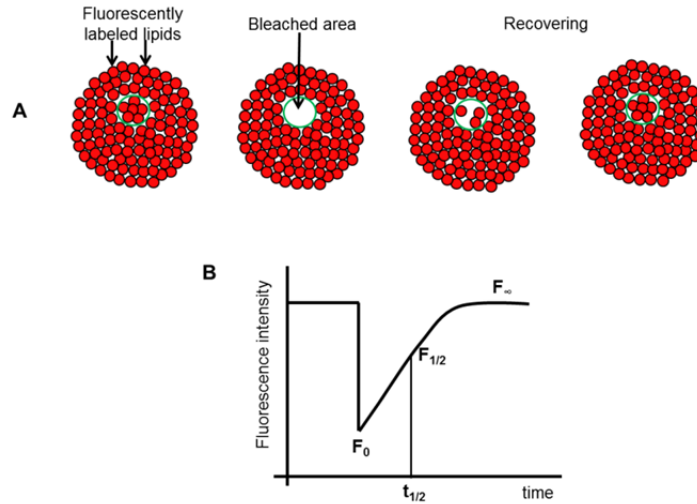 Fluorescently
labeled lipids
Bleached area
Recovering
A
B
Fluorescence intensity
F∞
F1/2
F0
t1/2
time